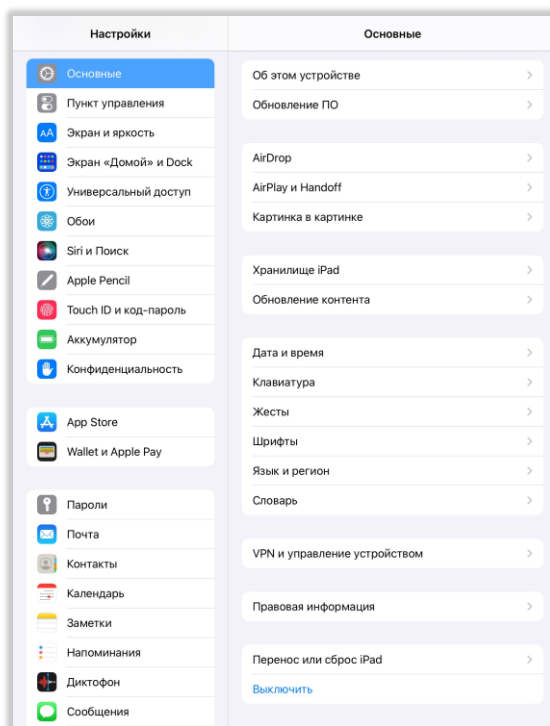 Настройки
Основные
Пункт управления
Экран и яркость
Экран «Домой» и Dock
Универсальный доступ
Обои
Siri и Поиск
Apple Pencil
Touch ID и код-пароль
Аккумулятор
Конфиденциальность
App Store
Wallet и Apple Pay
Пароли
Почта
Контакты
Календарь
Заметки
Напоминания
Диктофон
Сообщения
Основные
Об этом устройстве
Обновление ПО
AirDrop
AirPlay и Handoff
Картинка в картинке
Хранилище iPad
Обновление контента
Дата и время
Клавиатура
Жесты
Шрифты
Язык и регион
Словарь
VPN и управление устройством
Правовая информация
Перенос или сброс iPad
Выключить